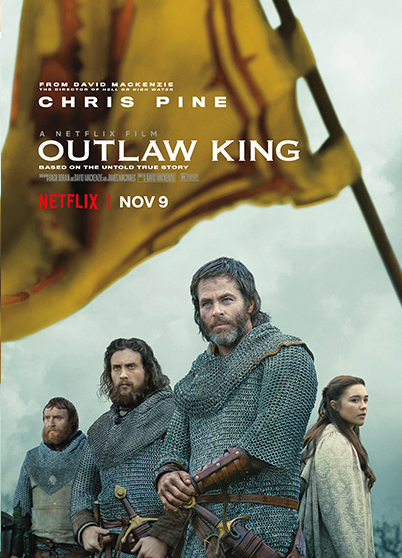 FROM DAVID MACKENZIE
THE DIRECTOR OF HELL OR HIGH WATER
CHRIS PINE
A NETFLIX FILM
OUTLAW KING
BASED ON THE UNTOLD TRUE STORY
NETFLIX | NOV 9